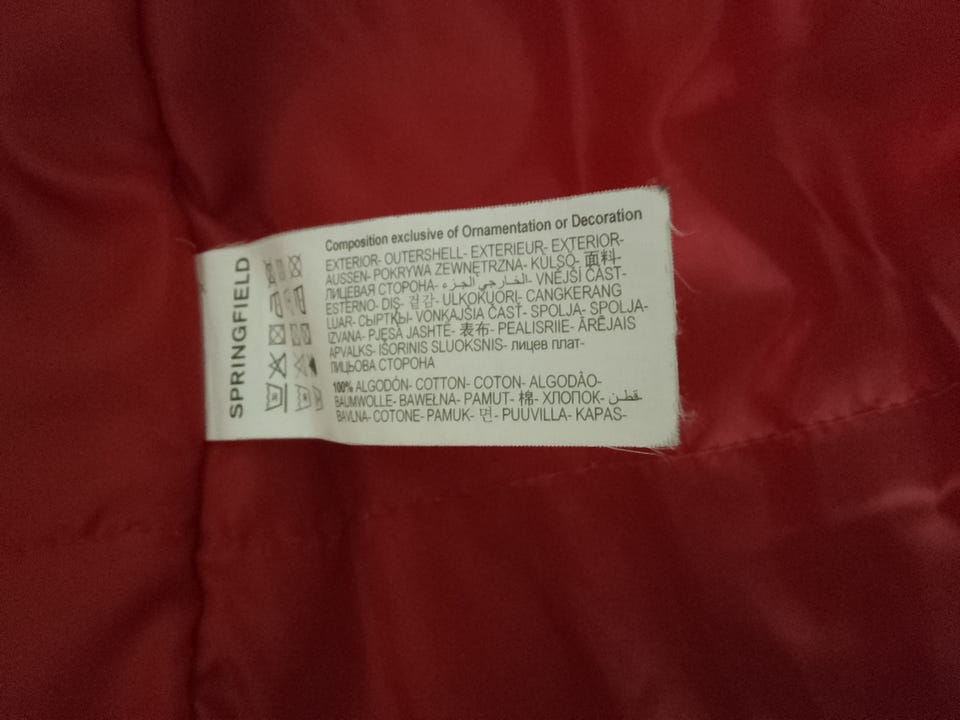 SPRINGFIELD
Composition exclusive of Ornamentation or Decoration
EXTERIOR- OUTERSHELL- EXTERIEUR- EXTERIOR-
AUSSEN- POKRYWA ZEWNĘTRZNA- KÜLSÖ- 面料-
ЛИЦЕВАЯ СТОРОНА- الجزء الخارجي- VNĚJŠÍ ČÁST-
ESTERNO- DIŞ- 겉감- ULKOKUORI- CANGKERANG
LUAR- СЫРТҚЫ- VONKAJŠIA ČASŤ- SPOLJA- SPOLJA-
IZVANA- PJESA JASHTË- 表布- PEALISRIIE- ĀRĒJAIS
APVALKS- IŠORINIS SLUOKSNIS- лицев плат-
ЛИЦЬОВА СТОРОНА
100% ALGODÓN- COTTON- COTON- ALGODÃO-
BAUMWOLLE- BAWEŁNA- PAMUT- 棉- ХЛОПОК- قطن-
BAVLNA- COTONE- PAMUK- 면- PUUVILLA- KAPAS-